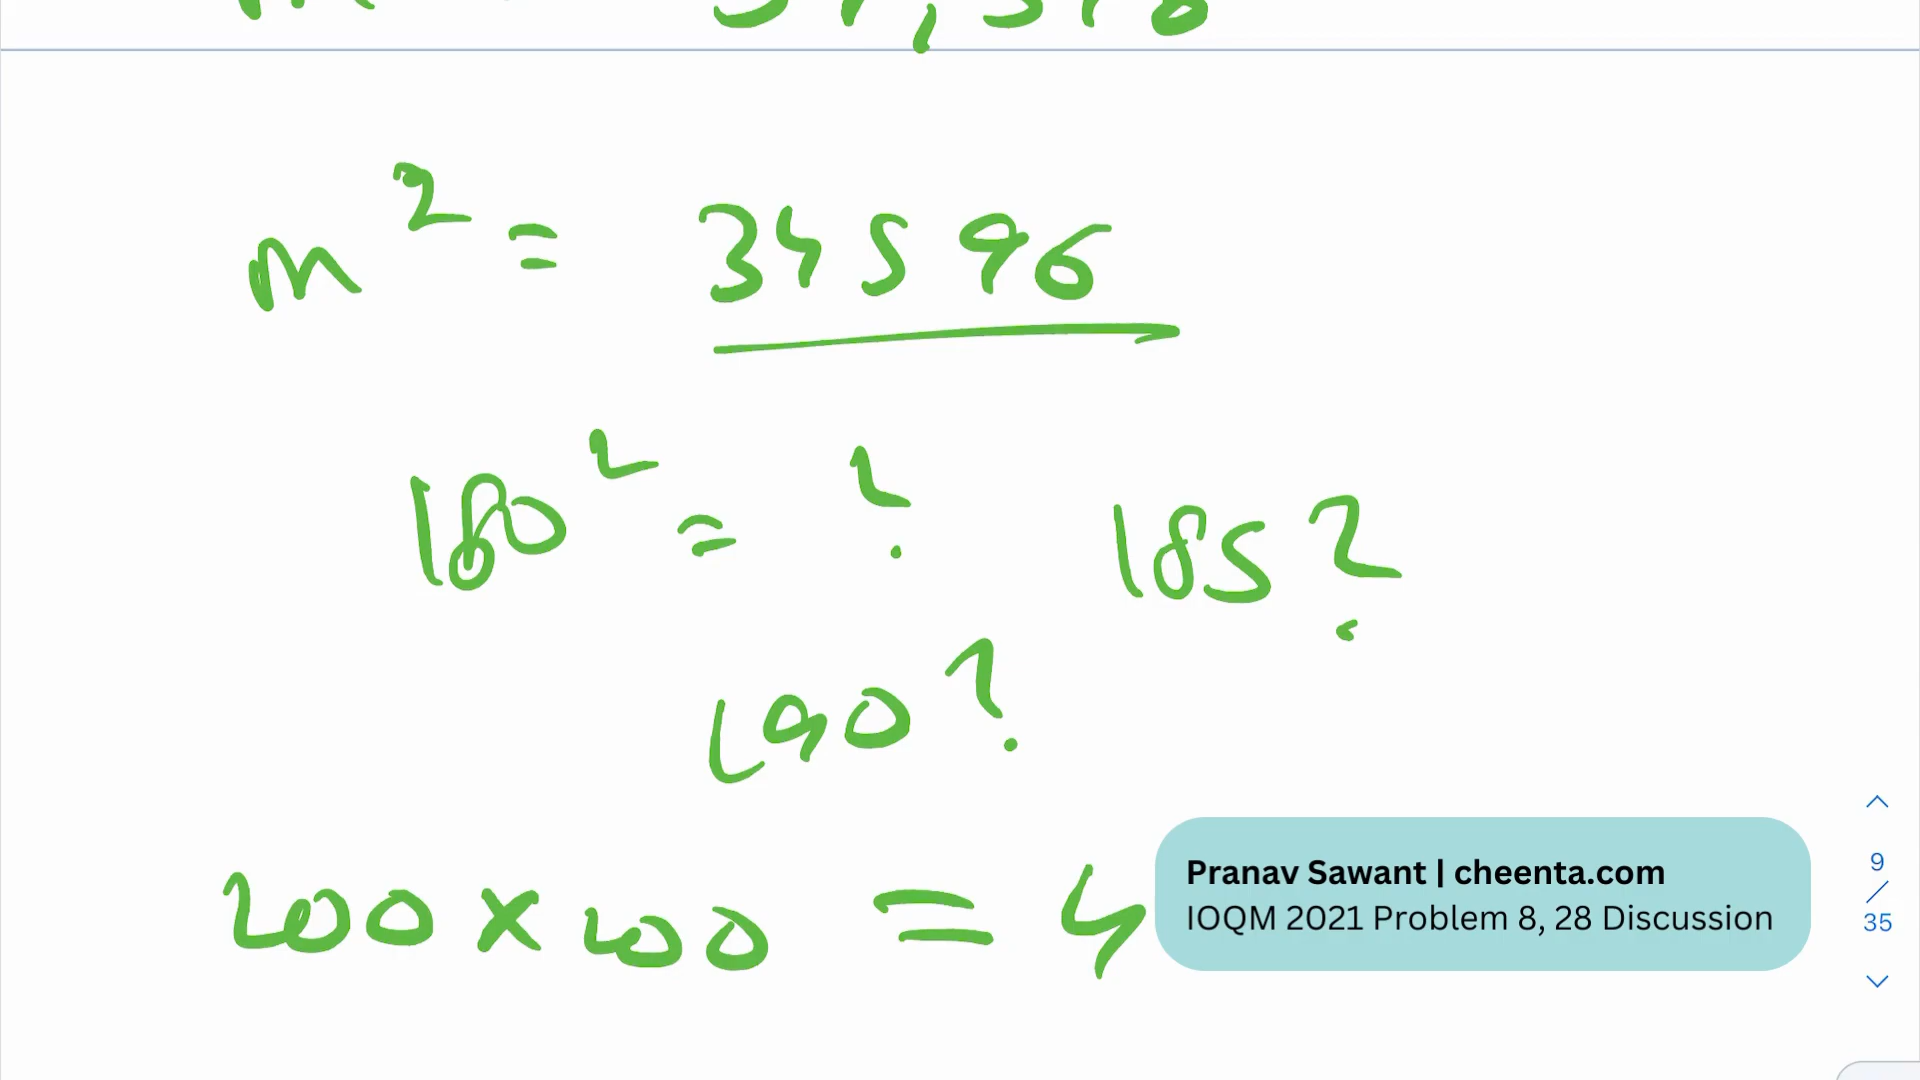 m² = 34596
180² = ? 185?
190?
200 × 200 = 4
Pranav Sawant | cheenta.com
IOQM 2021 Problem 8, 28 Discussion
9
/
35